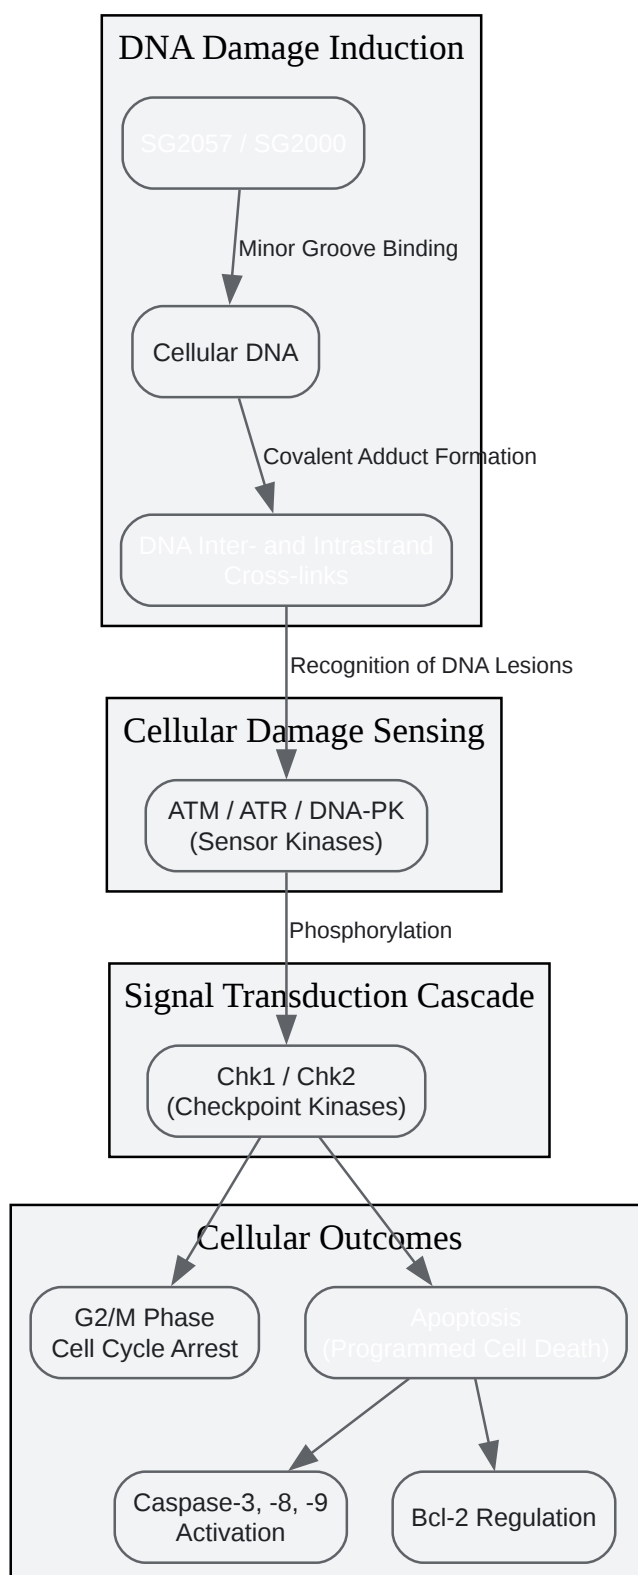 DNA Damage Induction
SG2057 / SG2000
Minor Groove Binding
Cellular DNA
Covalent Adduct Formation
DNA Inter- and Intrastrand
Cross-links
Recognition of DNA Lesions
Cellular Damage Sensing
ATM / ATR / DNA-PK
(Sensor Kinases)
Phosphorylation
Signal Transduction Cascade
Chk1 / Chk2
(Checkpoint Kinases)
Cellular Outcomes
G2/M Phase
Cell Cycle Arrest
Apoptosis
(Programmed Cell Death)
Caspase-3, -8, -9
Activation
Bcl-2 Regulation